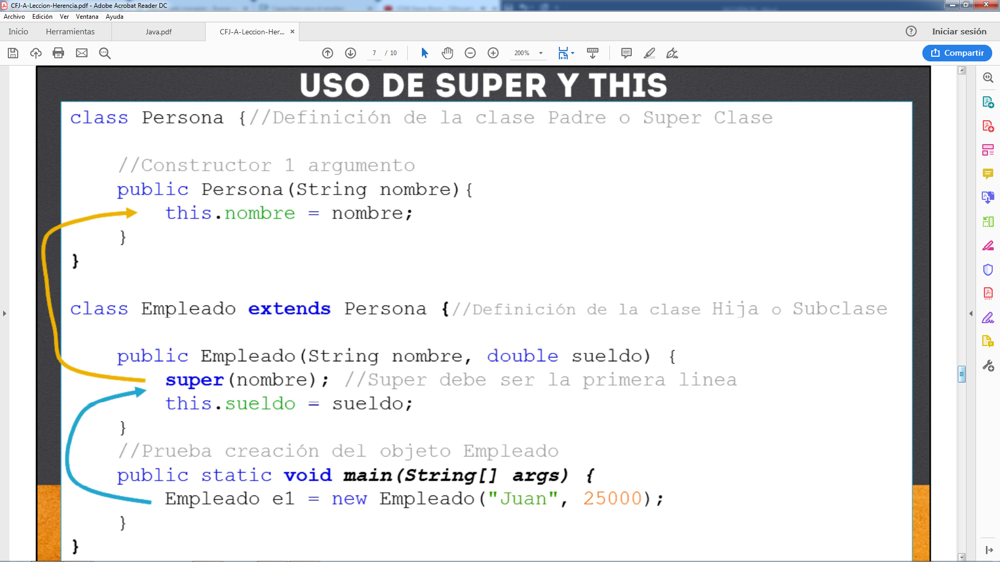 CFJ-A-Leccion-Herencia.pdf - Adobe Acrobat Reader DC
Archivo Edición Ver Ventana Ayuda
Inicio Herramientas Java.pdf CFJ-A-Leccion-Her... × Iniciar sesión
7 / 10 200% Compartir
USO DE SUPER Y THIS
class Persona {//Definición de la clase Padre o Super Clase
//Constructor 1 argumento
public Persona(String nombre){
this.nombre = nombre;
}
}
class Empleado extends Persona {//Definición de la clase Hija o Subclase
public Empleado(String nombre, double sueldo) {
super(nombre); //Super debe ser la primera linea
this.sueldo = sueldo;
}
//Prueba creación del objeto Empleado
public static void main(String[] args) {
Empleado e1 = new Empleado("Juan", 25000);
}
}